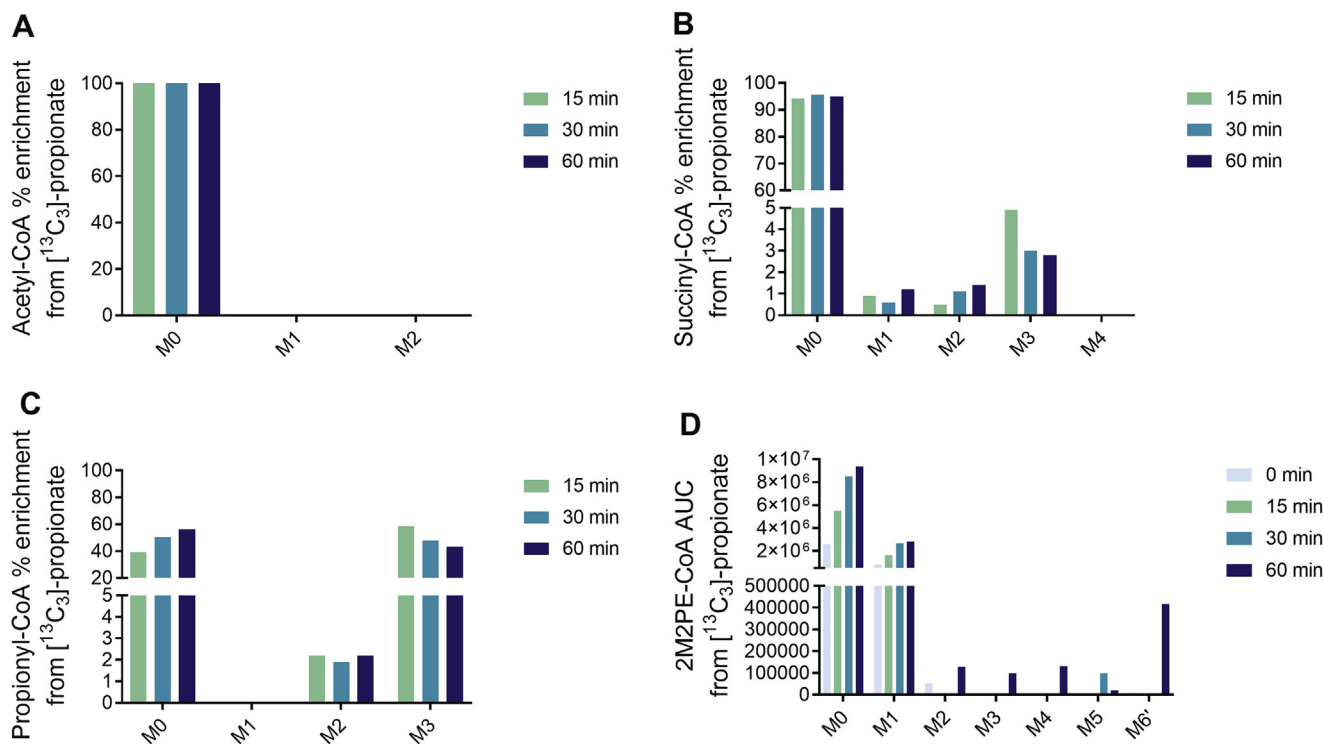 A
Acetyl-CoA % enrichment
from [¹³C₃]-propionate
100
80
60
40
20
0
M0
M1
M2
15 min
30 min
60 min
B
Succinyl-CoA % enrichment
from [¹³C₃]-propionate
100
90
80
70
60
5
4
3
2
1
0
M0
M1
M2
M3
M4
15 min
30 min
60 min
C
Propionyl-CoA % enrichment
from [¹³C₃]-propionate
100
80
60
40
20
5
4
3
2
1
0
M0
M1
M2
M3
15 min
30 min
60 min
D
2M2PE-CoA AUC
from [¹³C₃]-propionate
1×10⁷
8×10⁶
6×10⁶
4×10⁶
2×10⁶
500000
400000
300000
200000
100000
0
M0
M1
M2
M3
M4
M5
M6'
0 min
15 min
30 min
60 min